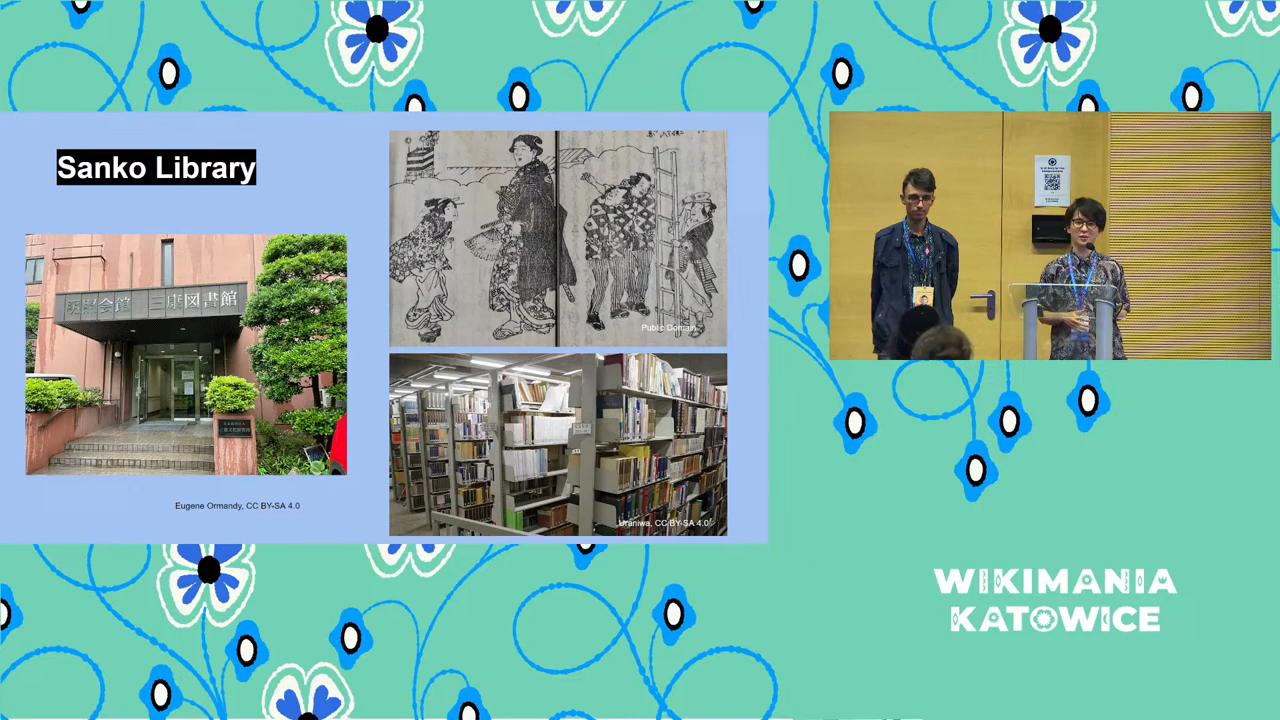 Sanko Library
三康図書館
Eugene Ormandy, CC BY-SA 4.0
Public Domain
Uraniwa, CC BY-SA 4.0
WIKIMANIA
KATOWICE